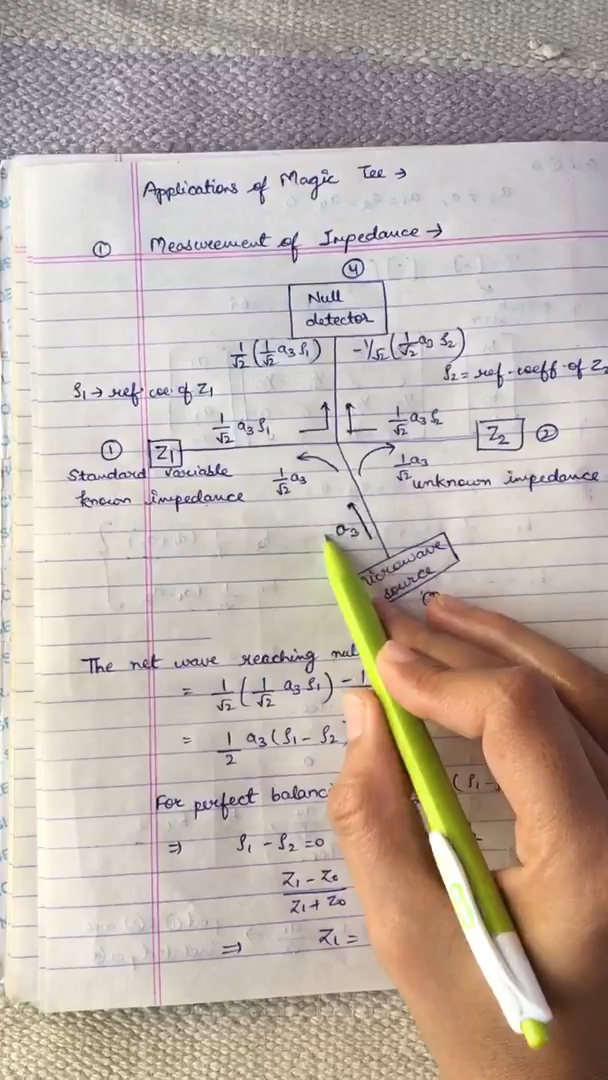 Applications of Magic Tee →
① Measurement of Impedance →
④
Null
detector
1/√2 (1/√2 a3 ρ1) -1/√2 (1/√2 a3 ρ2)
ρ1 → ref. coe. of Z1
ρ2 = ref. coeff. of Z2
1/√2 a3 ρ1
1/√2 a3 ρ2
① Z1
Z2 ②
Standard variable
known impedance
1/√2 a3
1/√2 a3
unknown impedance
a3
Microwave
source
The net wave reaching
= 1/√2 (1/√2 a3 ρ1) - 1
= 1/2 a3 (ρ1 - ρ2)
For perfect (ρ1 -
⇒ ρ1 - ρ2 = 0
Z1 - Z0
Z1 + Z0
⇒ Z1 =